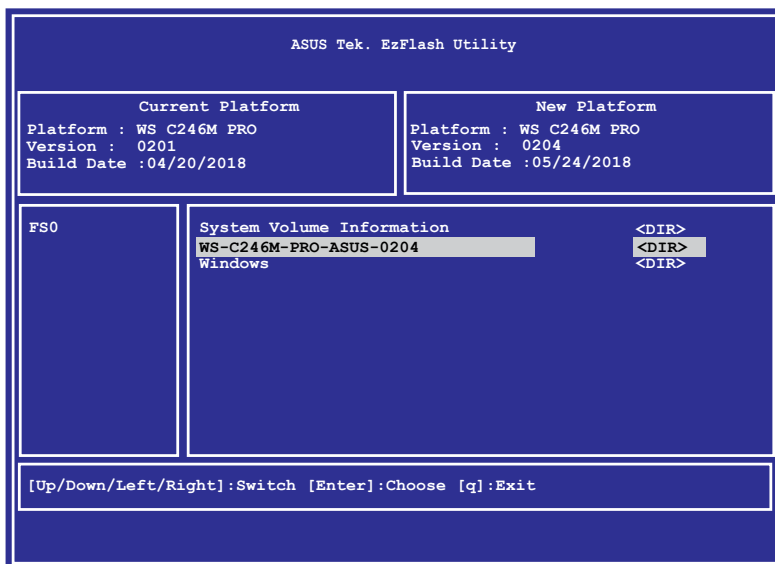 ASUS Tek. EzFlash Utility
Current Platform
Platform : WS C246M PRO
Version : 0201
Build Date :04/20/2018
New Platform
Platform : WS C246M PRO
Version : 0204
Build Date :05/24/2018
FS0
System Volume Information <DIR>
WS-C246M-PRO-ASUS-0204 <DIR>
Windows <DIR>
[Up/Down/Left/Right]:Switch [Enter]:Choose [q]:Exit